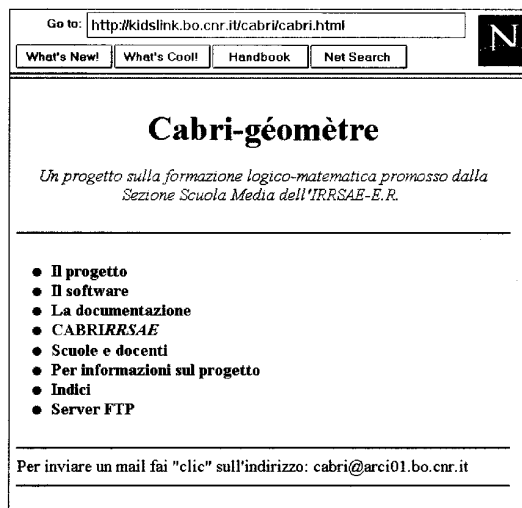 Go to: http://kidslink.bo.cnr.it/cabri/cabri.html
N
What's New! What's Cool! Handbook Net Search
Cabri-géomètre
Un progetto sulla formazione logico-matematica promosso dalla
Sezione Scuola Media dell'IRRSAE-E.R.
Il progetto
Il software
La documentazione
CABRIRRSAE
Scuole e docenti
Per informazioni sul progetto
Indici
Server FTP
Per inviare un mail fai "clic" sull'indirizzo: cabri@arci01.bo.cnr.it